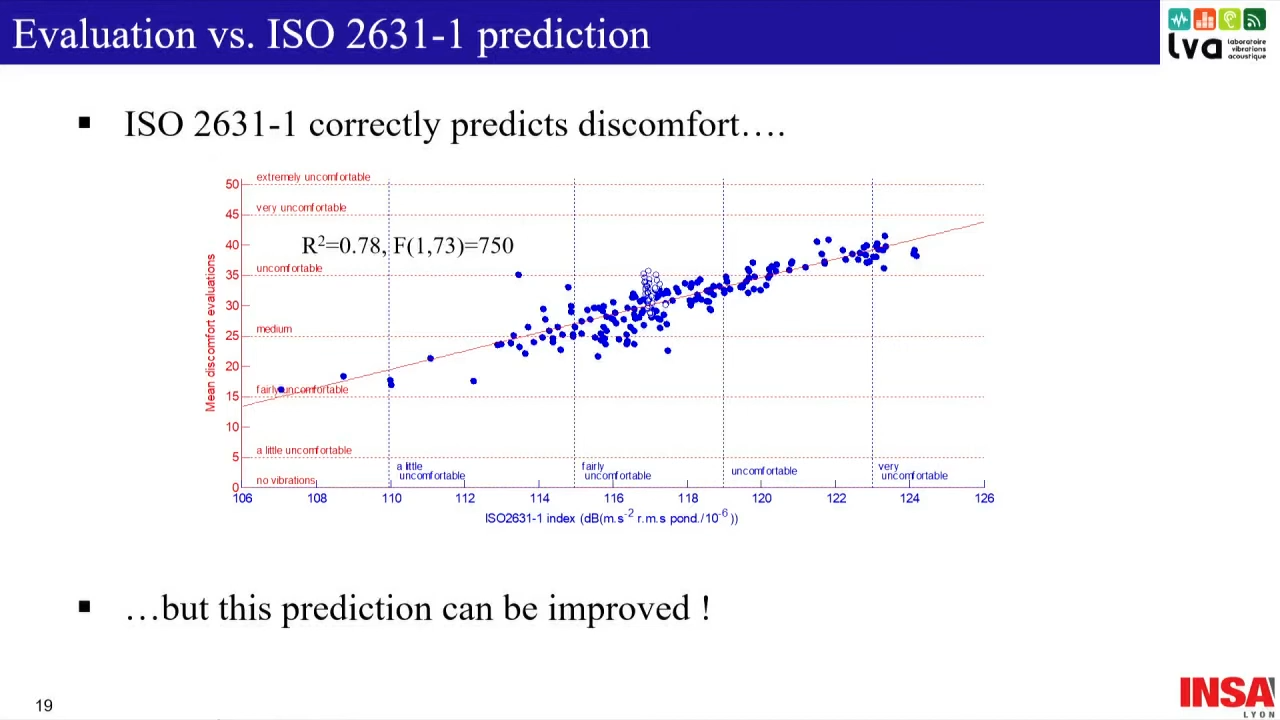 Evaluation vs. ISO 2631-1 prediction
lva laboratoire
vibrations
acoustique
▪ ISO 2631-1 correctly predicts discomfort….
50
extremely uncomfortable
45
very uncomfortable
40
R²=0.78, F(1,73)=750
35
uncomfortable
30
25
medium
20
15
fairly uncomfortable
10
5
a little uncomfortable
0
no vibrations
Mean discomfort evaluations
a little
uncomfortable
fairly
uncomfortable
uncomfortable
very
uncomfortable
106 108 110 112 114 116 118 120 122 124 126
ISO2631-1 index (dB(m.s⁻² r.m.s pond./10⁻⁶ ))
▪ …but this prediction can be improved !
19
INSA
LYON